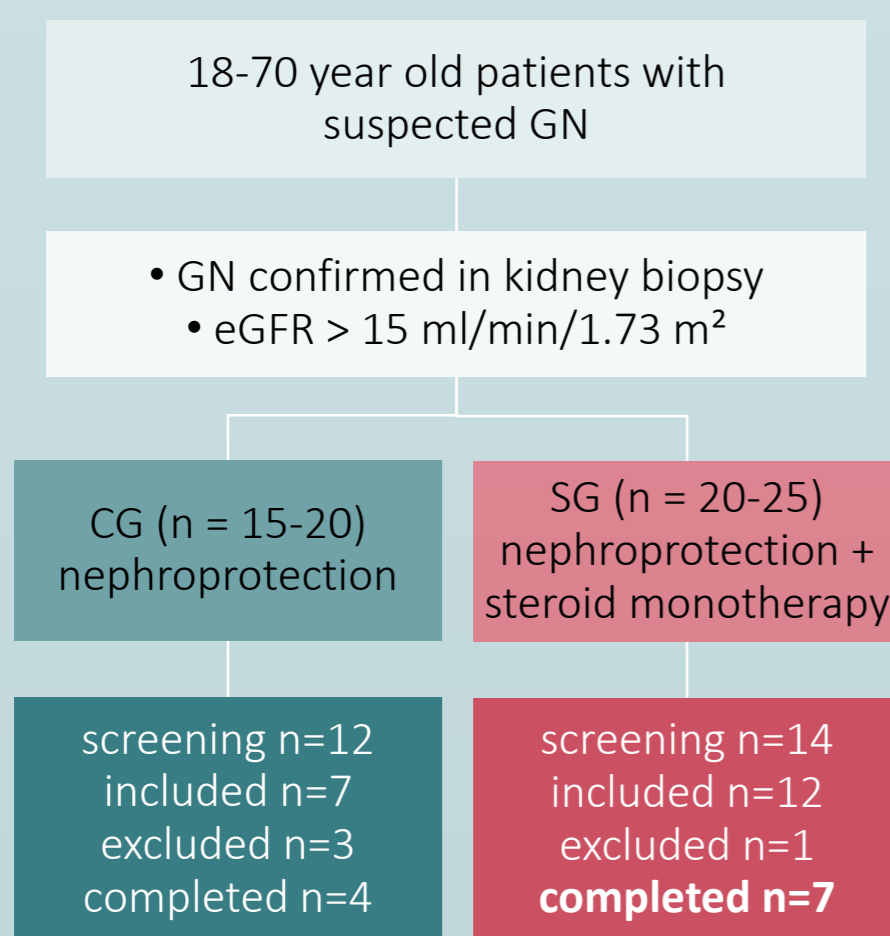 18-70 year old patients with
suspected GN
• GN confirmed in kidney biopsy
• eGFR > 15 ml/min/1.73 m²
CG (n = 15-20)
nephroprotection
SG (n = 20-25)
nephroprotection +
steroid monotherapy
screening n=12
included n=7
excluded n=3
completed n=4
screening n=14
included n=12
excluded n=1
completed n=7